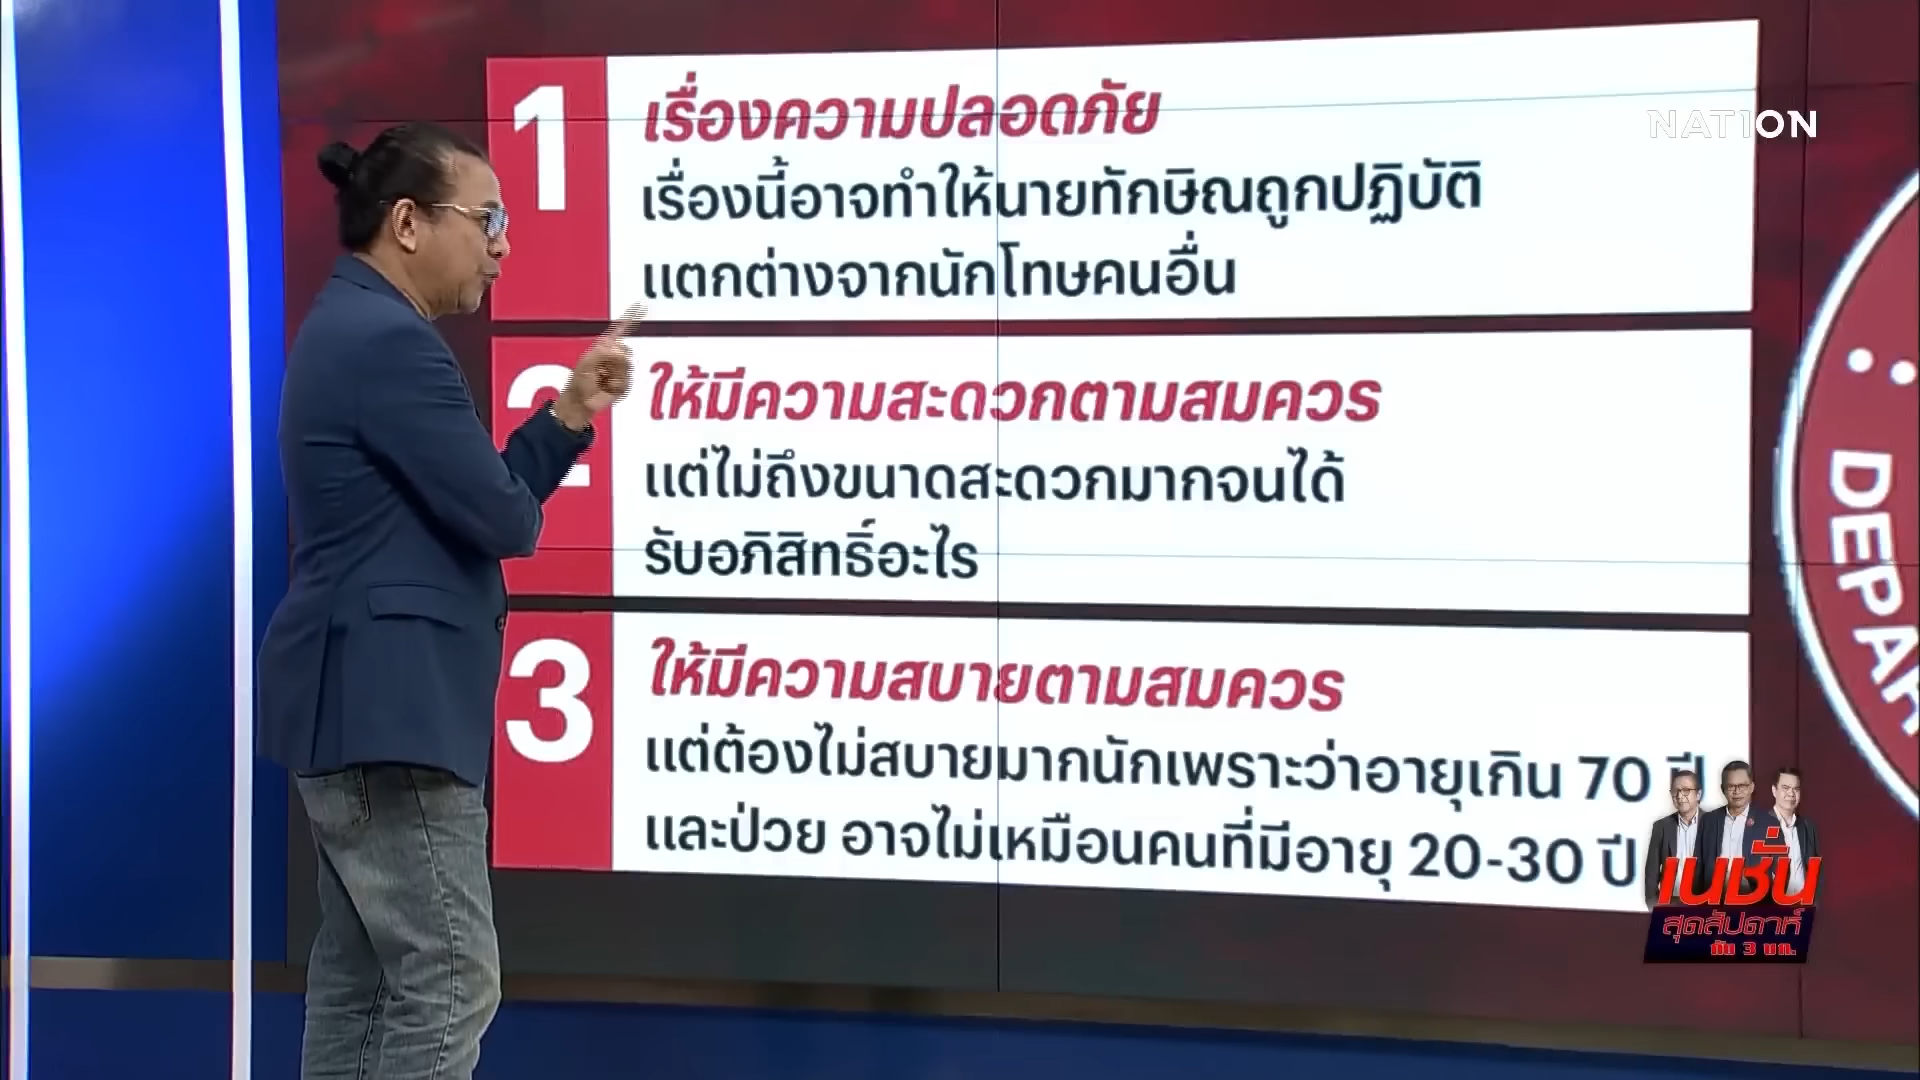 1
เรื่องความปลอดภัย
เรื่องนี้อาจทำให้นายทักษิณถูกปฏิบัติ
แตกต่างจากนักโทษคนอื่น
2
ให้มีความสะดวกตามสมควร
แต่ไม่ถึงขนาดสะดวกมากจนได้
รับอภิสิทธิ์อะไร
3
ให้มีความสบายตามสมควร
แต่ต้องไม่สบายมากนักเพราะว่าอายุเกิน 70 ปี
และป่วย อาจไม่เหมือนคนที่มีอายุ 20-30 ปี
NATION
DEPAR
เนชั่น
สุดสัปดาห์
กับ 3 บก.